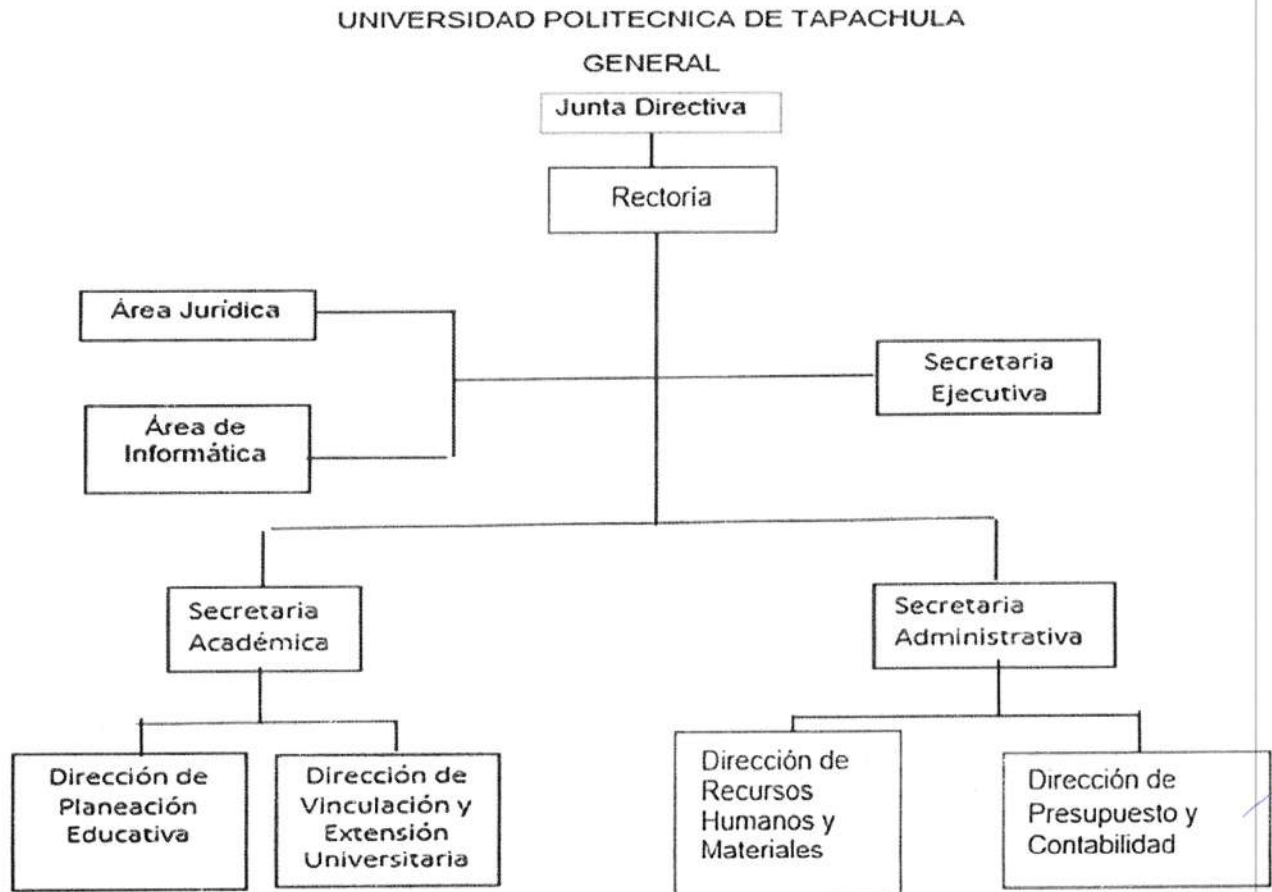 UNIVERSIDAD POLITECNICA DE TAPACHULA
GENERAL
Junta Directiva
Rectoria
Área Jurídica
Secretaria
Ejecutiva
Área de
Informática
Secretaria
Académica
Secretaria
Administrativa
Dirección de
Planeación
Educativa
Dirección de
Vinculación y
Extensión
Universitaria
Dirección de
Recursos
Humanos y
Materiales
Dirección de
Presupuesto y
Contabilidad